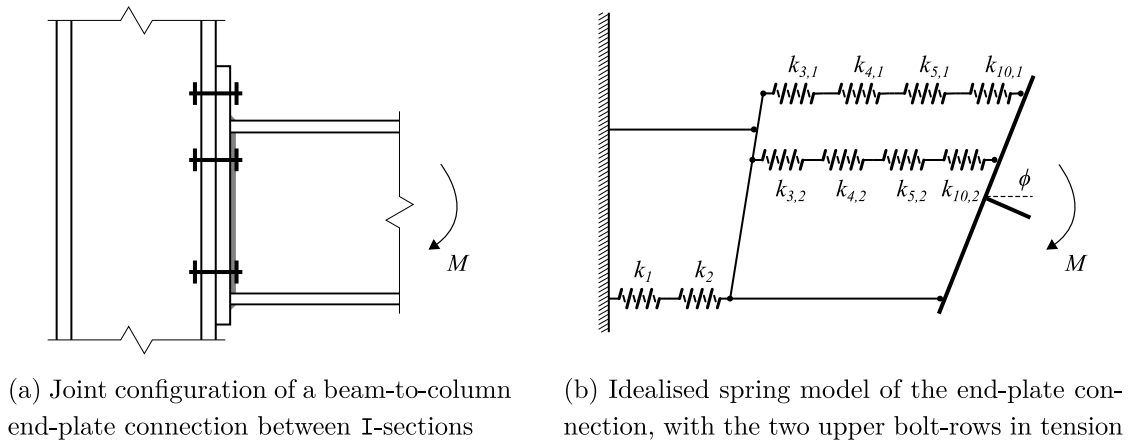 M
k3,1 k4,1 k5,1 k10,1
k3,2 k4,2 k5,2 k10,2
ϕ
M
k1 k2
(a) Joint configuration of a beam-to-column
end-plate connection between I-sections
(b) Idealised spring model of the end-plate con-
nection, with the two upper bolt-rows in tension